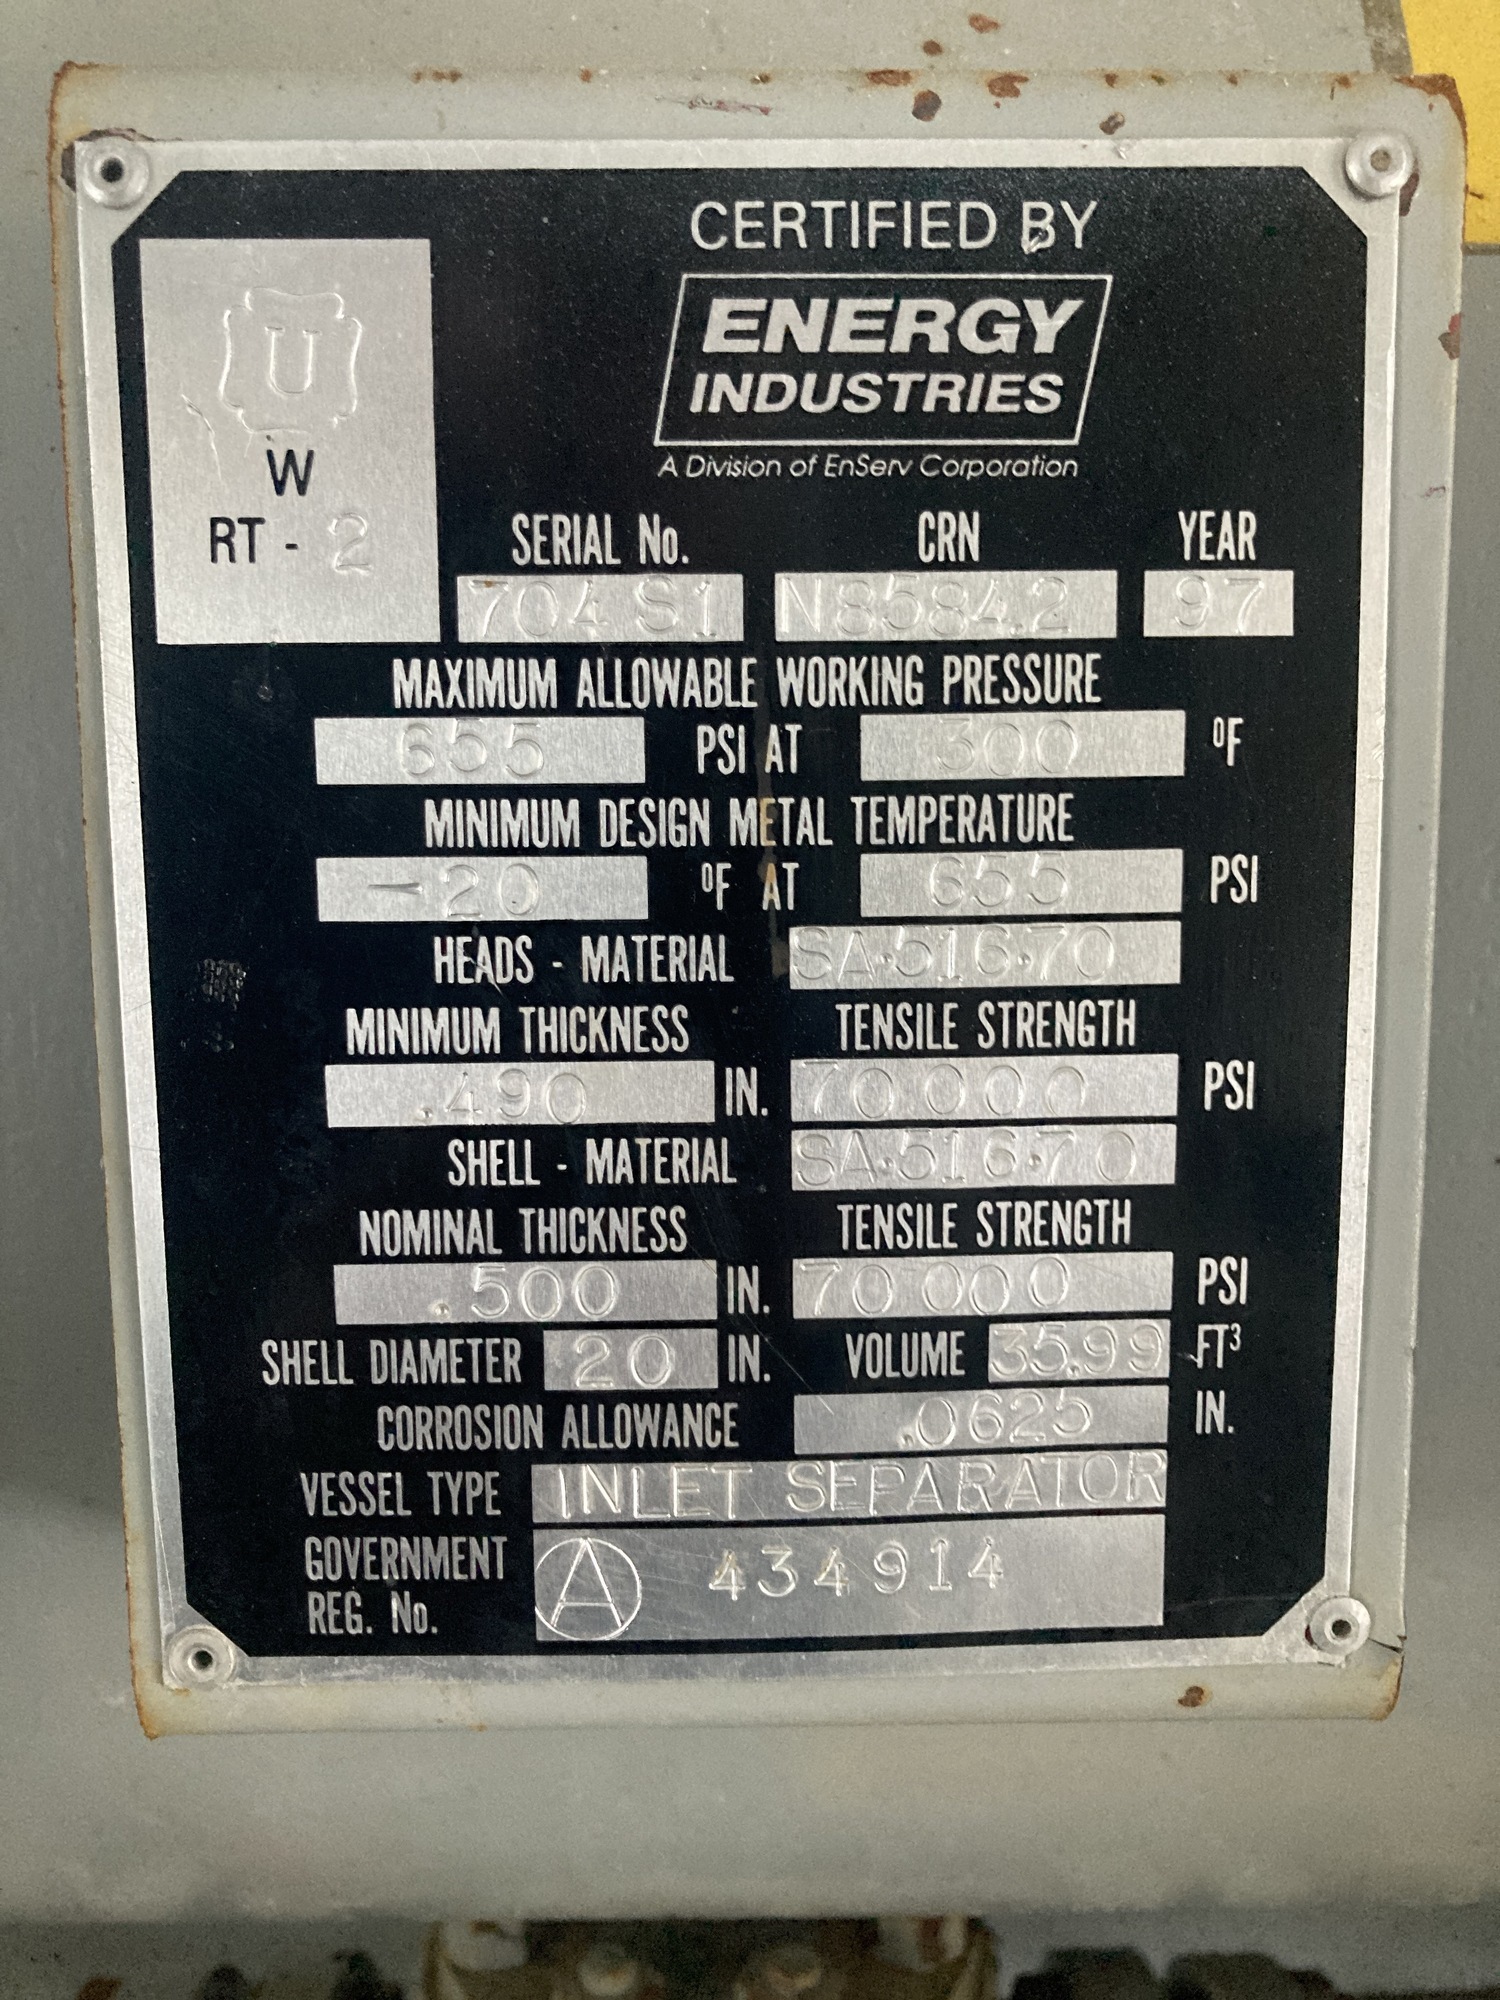 CERTIFIED BY
ENERGY
INDUSTRIES
A Division of EnServ Corporation
U
W
RT - 2
SERIAL No. CRN YEAR
704 S1 N8584.2 97
MAXIMUM ALLOWABLE WORKING PRESSURE
655 PSI AT 300 ºF
MINIMUM DESIGN METAL TEMPERATURE
-20 ºF AT 655 PSI
HEADS - MATERIAL SA·516·70
MINIMUM THICKNESS TENSILE STRENGTH
.490 IN. 70000 PSI
SHELL - MATERIAL SA·516·70
NOMINAL THICKNESS TENSILE STRENGTH
.500 IN. 70000 PSI
SHELL DIAMETER 20 IN. VOLUME 35.99 FT³
CORROSION ALLOWANCE .0625 IN.
VESSEL TYPE INLET SEPARATOR
GOVERNMENT
REG. No. A 434914